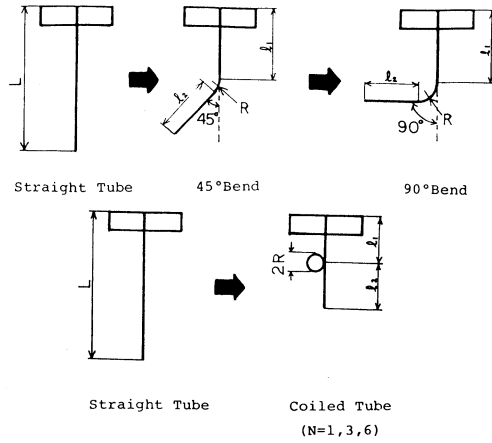 L
ℓ₁
ℓ₂
45°
R
ℓ₁
ℓ₂
90°
R
Straight Tube
45°Bend
90°Bend
L
2R
ℓ₁
ℓ₂
Straight Tube
Coiled Tube
(N=1,3,6)